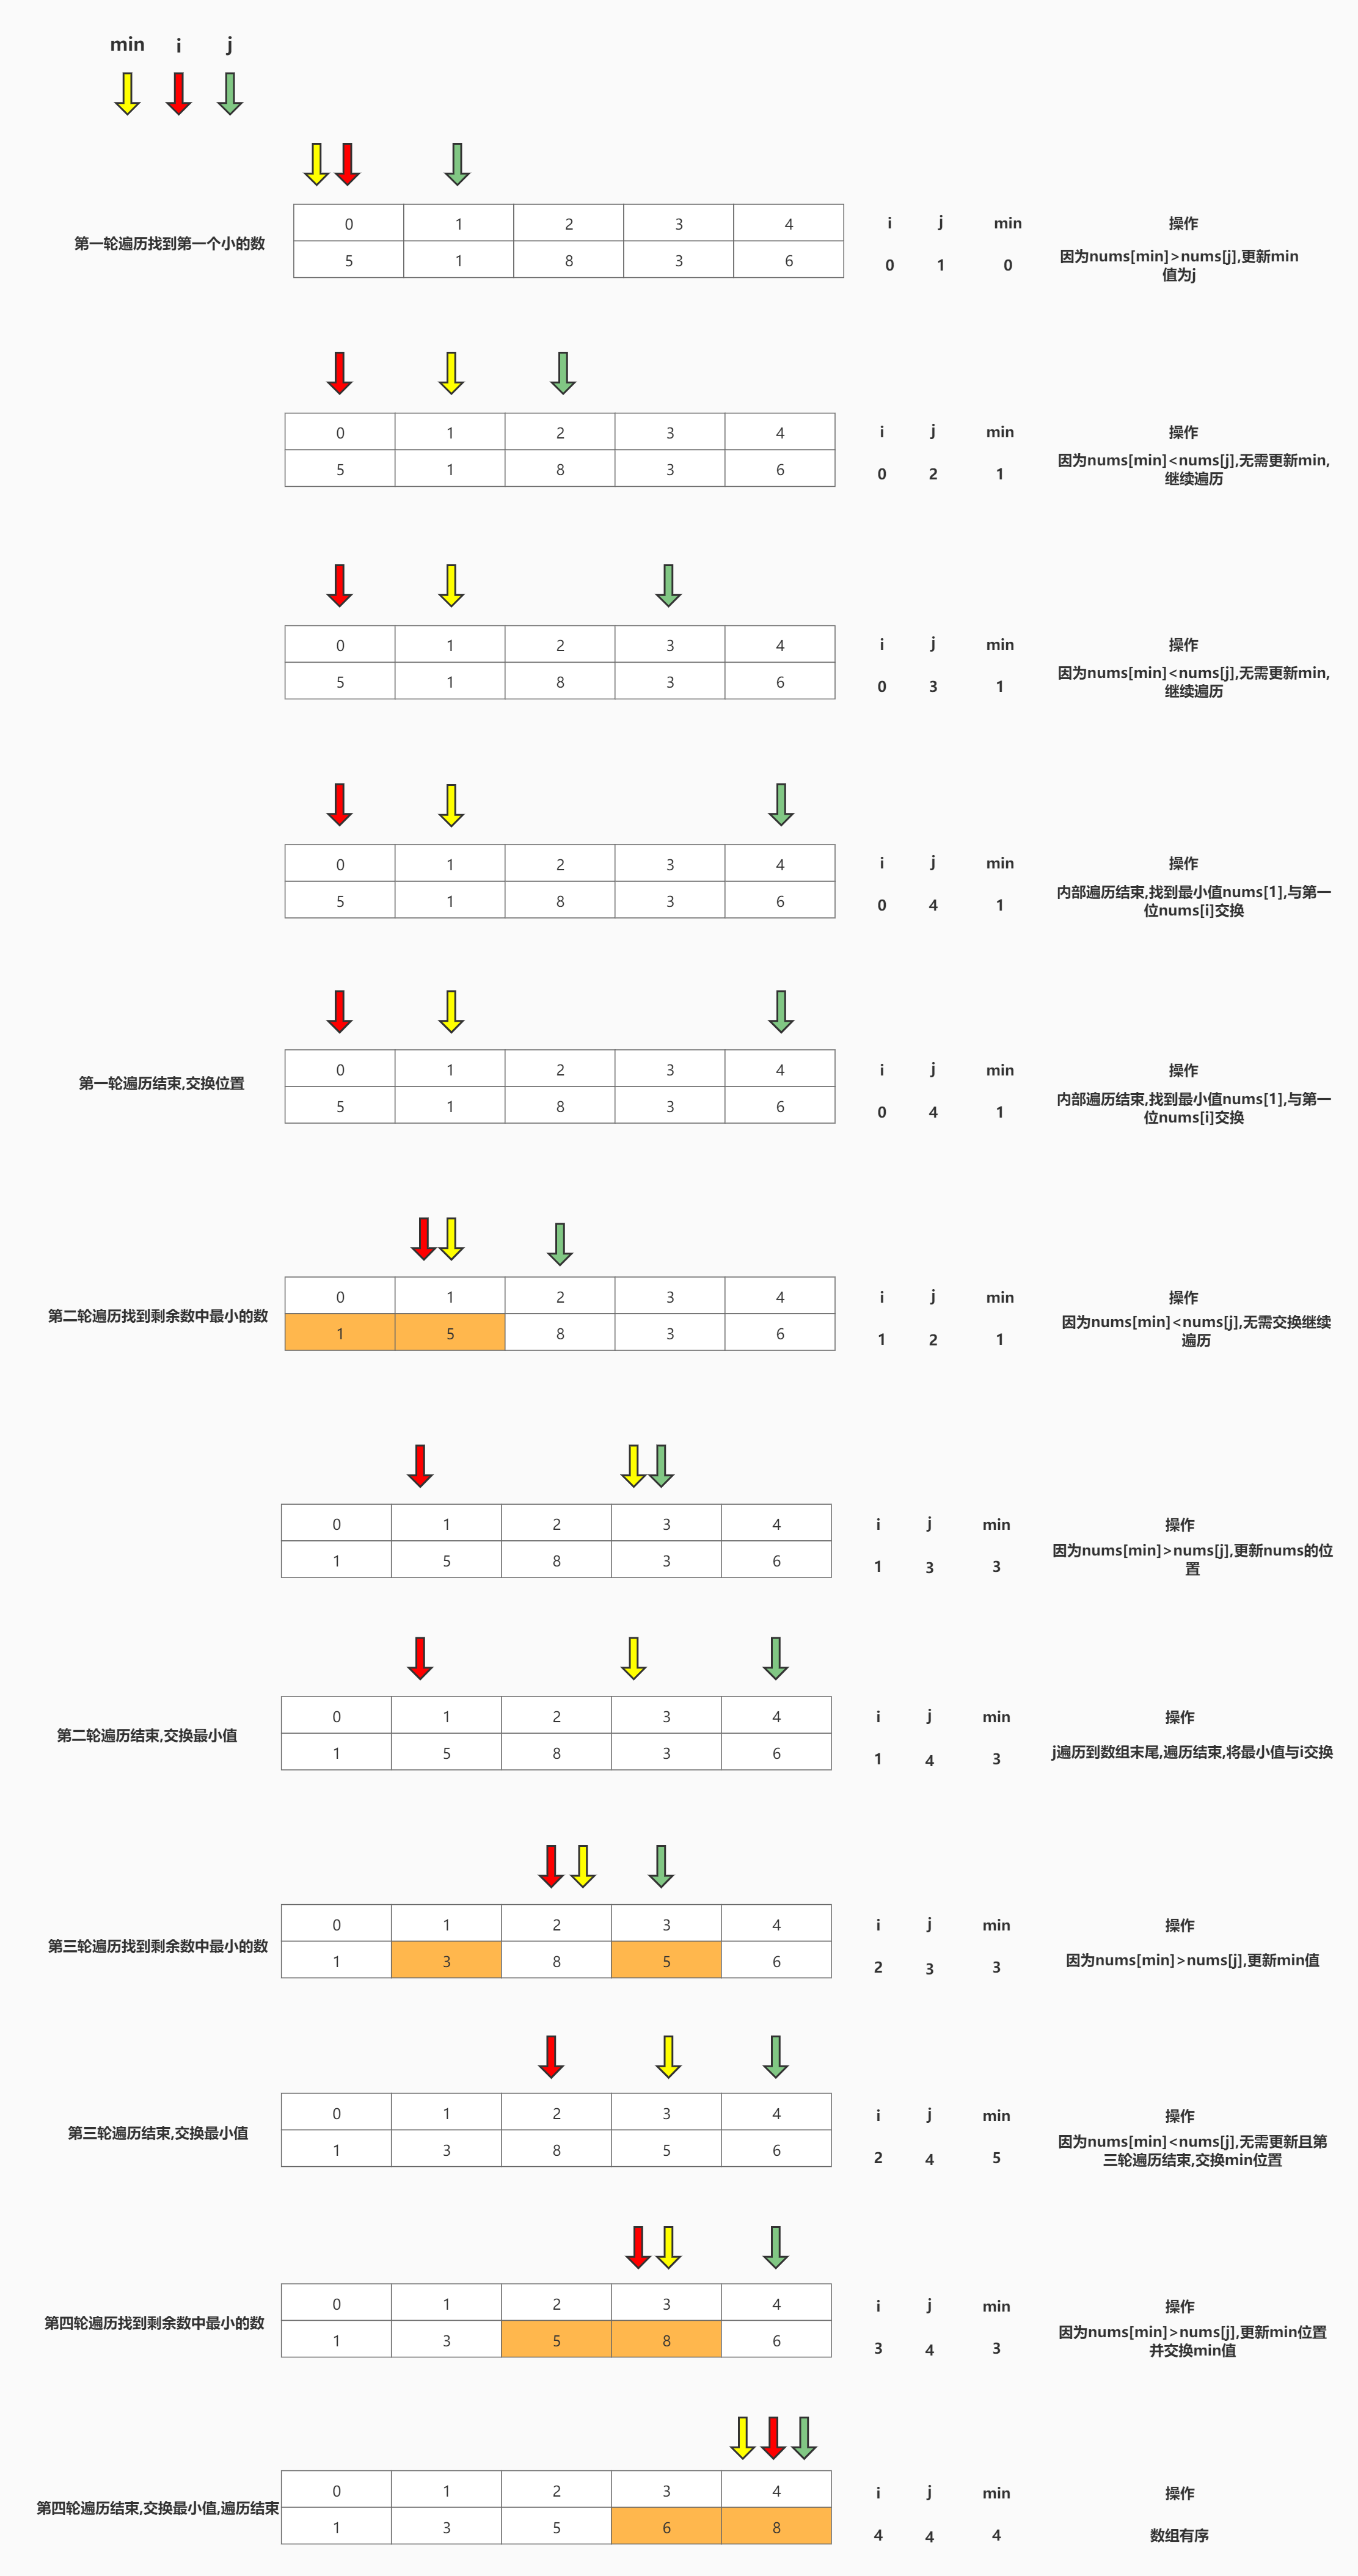 min i j
0 1 2 3 4 i j min 操作
第一轮遍历找到第一个小的数
5 1 8 3 6 0 1 0 因为nums[min]>nums[j],更新min
值为j
0 1 2 3 4 i j min 操作
5 1 8 3 6 0 2 1 因为nums[min]<nums[j],无需更新min,
继续遍历
0 1 2 3 4 i j min 操作
5 1 8 3 6 0 3 1 因为nums[min]<nums[j],无需更新min,
继续遍历
0 1 2 3 4 i j min 操作
5 1 8 3 6 0 4 1 内部遍历结束,找到最小值nums[1],与第一
位nums[i]交换
0 1 2 3 4 i j min 操作
第一轮遍历结束,交换位置
5 1 8 3 6 0 4 1 内部遍历结束,找到最小值nums[1],与第一
位nums[i]交换
0 1 2 3 4 i j min 操作
第二轮遍历找到剩余数中最小的数
1 5 8 3 6 1 2 1 因为nums[min]<nums[j],无需交换继续
遍历
0 1 2 3 4 i j min 操作
1 5 8 3 6 1 3 3 因为nums[min]>nums[j],更新nums的位
置
0 1 2 3 4 i j min 操作
第二轮遍历结束,交换最小值
1 5 8 3 6 1 4 3 j遍历到数组末尾,遍历结束,将最小值与i交换
0 1 2 3 4 i j min 操作
第三轮遍历找到剩余数中最小的数
1 3 8 5 6 2 3 3 因为nums[min]>nums[j],更新min值
0 1 2 3 4 i j min 操作
第三轮遍历结束,交换最小值
1 3 8 5 6 2 4 5 因为nums[min]<nums[j],无需更新且第
三轮遍历结束,交换min位置
0 1 2 3 4 i j min 操作
第四轮遍历找到剩余数中最小的数
1 3 5 8 6 3 4 3 因为nums[min]>nums[j],更新min位置
并交换min值
0 1 2 3 4 i j min 操作
第四轮遍历结束,交换最小值,遍历结束
1 3 5 6 8 4 4 4 数组有序